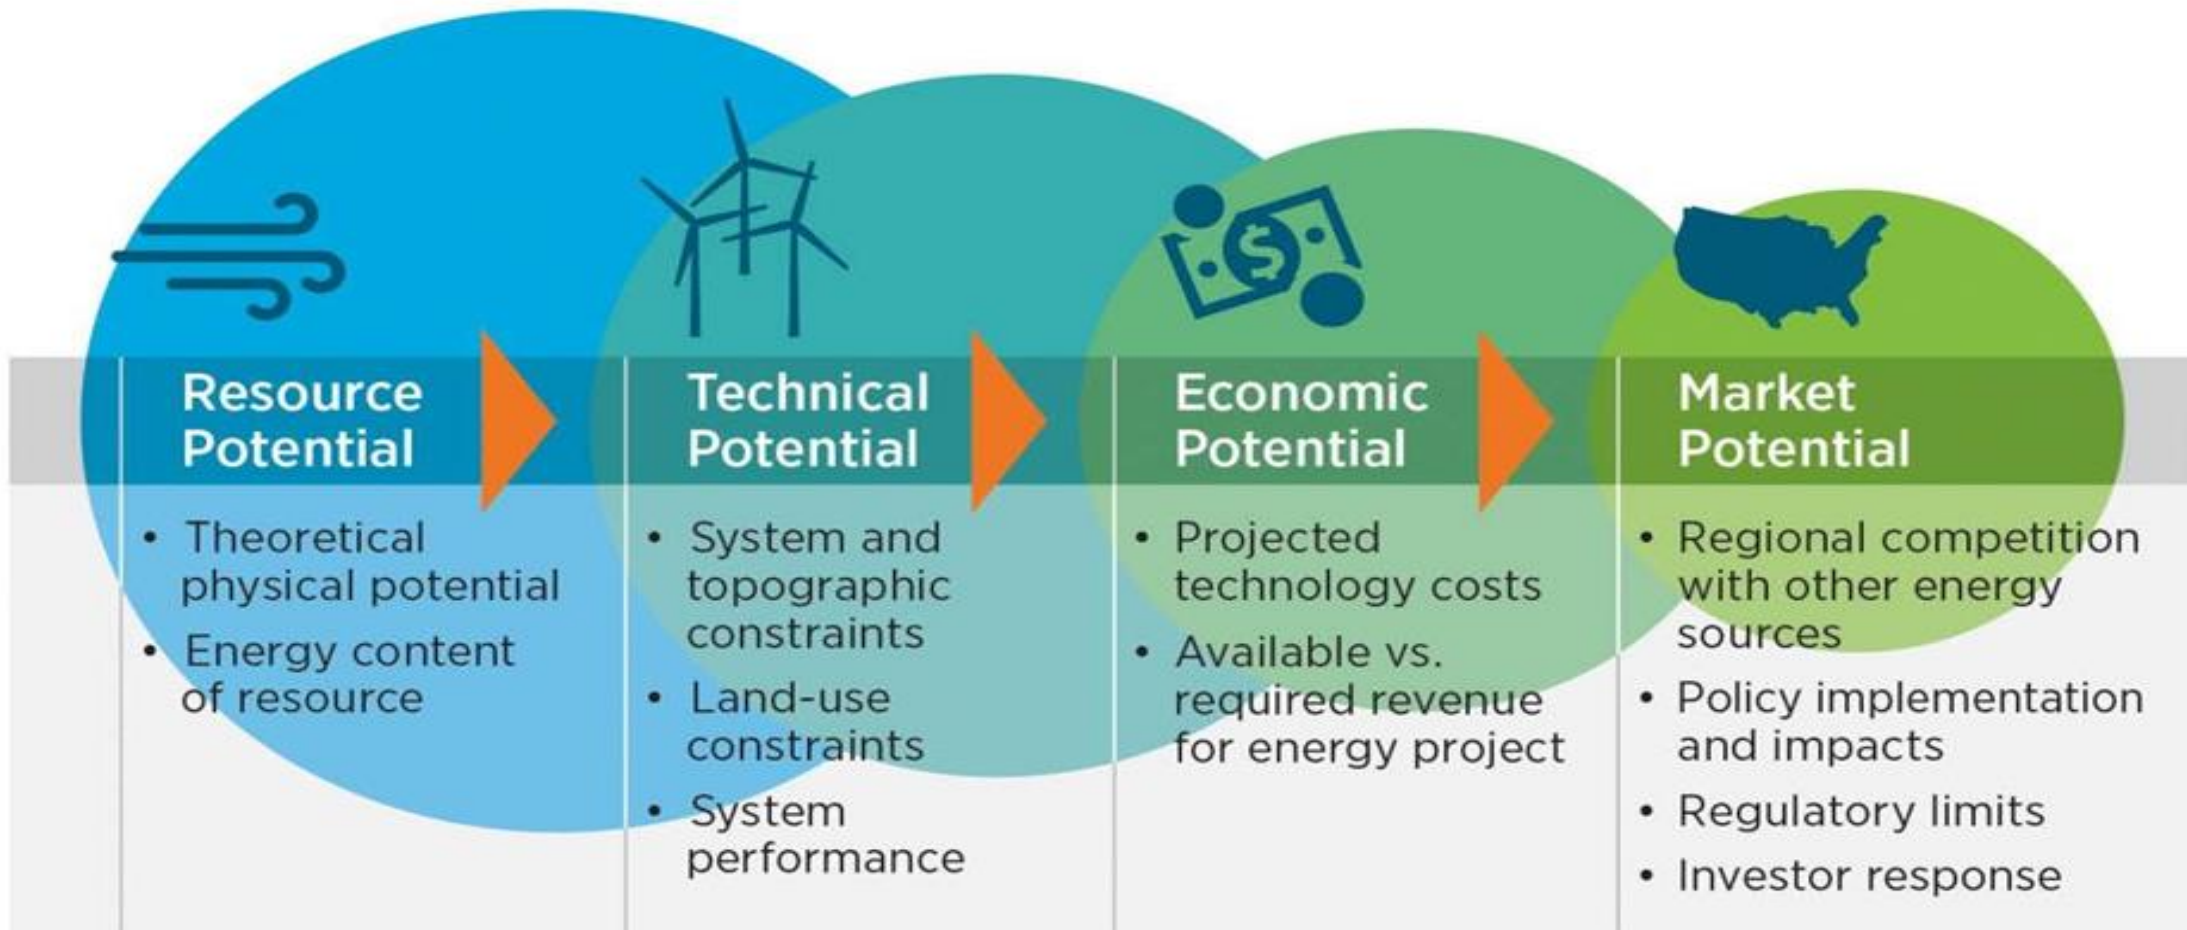 Resource
Potential
• Theoretical
physical potential
• Energy content
of resource
Technical
Potential
• System and
topographic
constraints
• Land-use
constraints
• System
performance
$
Economic
Potential
• Projected
technology costs
• Available vs.
required revenue
for energy project
Market
Potential
• Regional competition
with other energy
sources
• Policy implementation
and impacts
• Regulatory limits
• Investor response